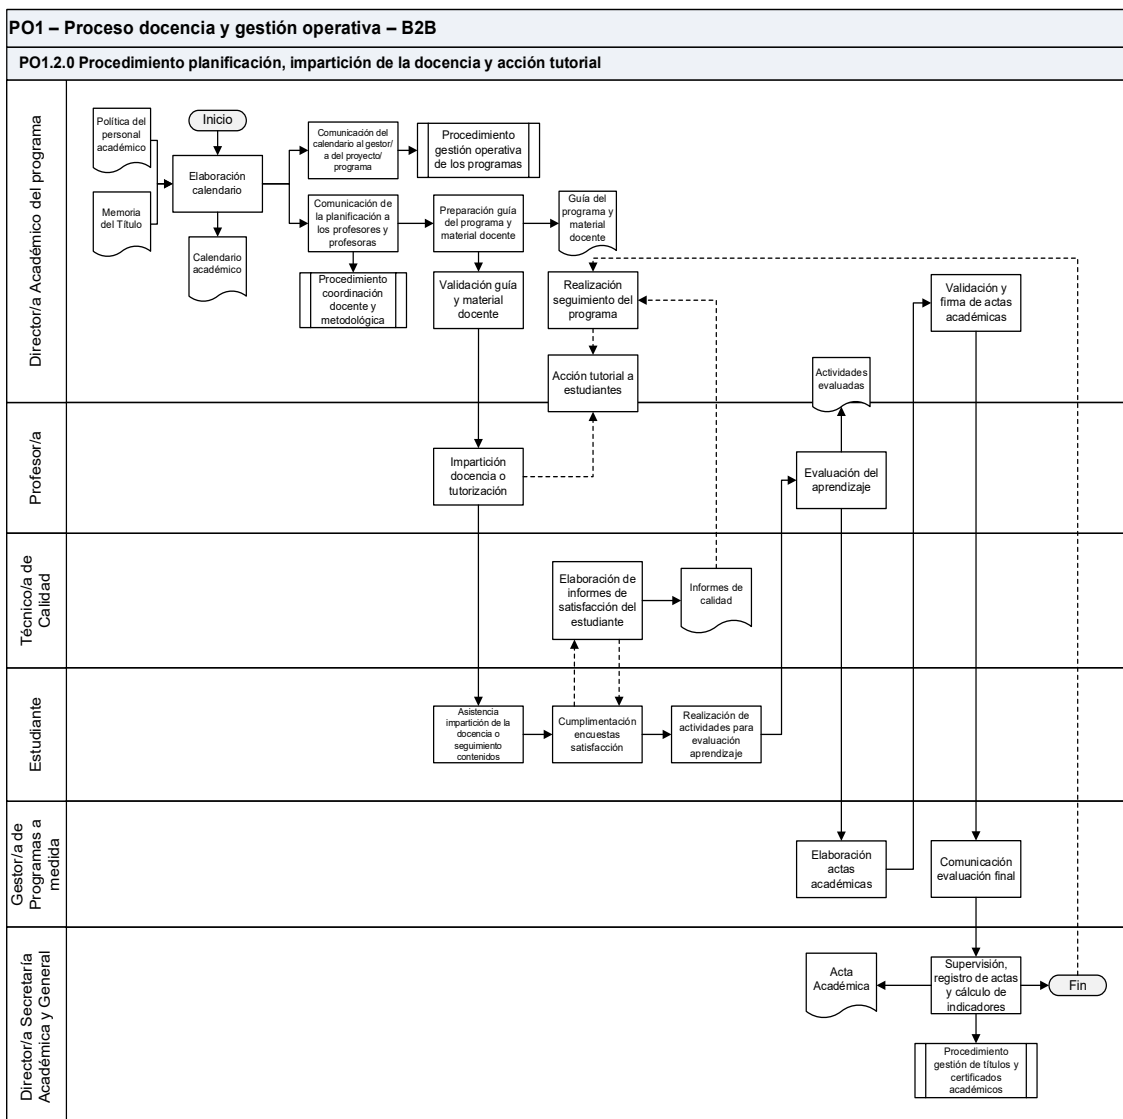 PO1 – Proceso docencia y gestión operativa – B2B
PO1.2.0 Procedimiento planificación, impartición de la docencia y acción tutorial
Director/a Académico del programa
Política del
personal
académico
Inicio
Elaboración
calendario
Memoria
del Título
Calendario
académico
Comunicación del
calendario al gestor/
a del proyecto/
programa
Procedimiento
gestión operativa
de los programas
Comunicación de
la planificación a
los profesores y
profesoras
Preparación guía
del programa y
material docente
Guía del
programa y
material
docente
Procedimiento
coordinación
docente y
metodológica
Validación guía
y material
docente
Realización
seguimiento del
programa
Validación y
firma de actas
académicas
Acción tutorial a
estudiantes
Actividades
evaluadas
Profesor/a
Impartición
docencia o
tutorización
Evaluación del
aprendizaje
Técnico/a de
Calidad
Elaboración de
informes de
satisfacción del
estudiante
Informes de
calidad
Estudiante
Asistencia
impartición de la
docencia o
seguimiento
contenidos
Cumplimentación
encuestas
satisfacción
Realización de
actividades para
evaluación
aprendizaje
Gestor/a de
Programas a
medida
Elaboración
actas
académicas
Comunicación
evaluación final
Director/a Secretaría
Académica y General
Acta
Académica
Supervisión,
registro de actas
y cálculo de
indicadores
Fin
Procedimiento
gestión de títulos y
certificados
académicos